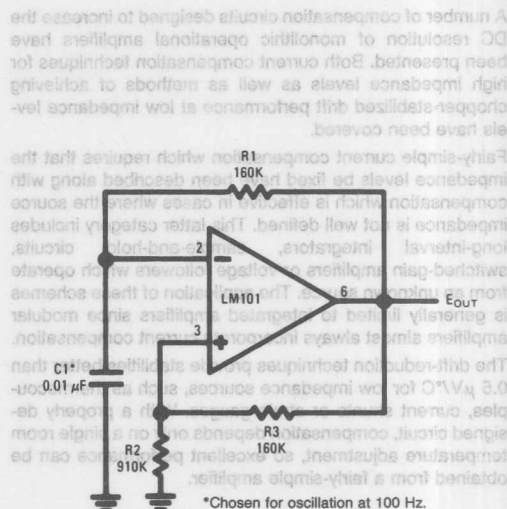 A number of compensation circuits designed to increase the
DC resolution of monolithic operational amplifiers have
been presented. Both current compensation techniques for
high impedance levels as well as methods of achieving
chopper-stabilized drift performance at low impedance lev-
els have been covered.
Fairly-simple current compensation which requires that the
impedance levels be fixed have been described along with
compensation which is effective in cases where the source
impedance is not well defined. This latter category includes
long-interval integrators, sample-and-hold circuits,
switched-gain amplifiers or voltage followers which operate
from an unknown source. The application of these schemes
is generally limited to integrated amplifiers since modular
amplifiers almost always incorporate current compensation.
The drift-reduction techniques provide stabilities better than
0.5 μV/°C for low impedance sources, such as thermocou-
ples, current shunts or strain gauges. With a properly de-
signed circuit, compensation depends only on a single room
temperature adjustment, so excellent performance can be
obtained from a fairly-simple amplifier.
R1
160K
2
LM101
6
EOUT
3
C1*
0.01 μF
R2
910K
R3
160K
*Chosen for oscillation at 100 Hz.